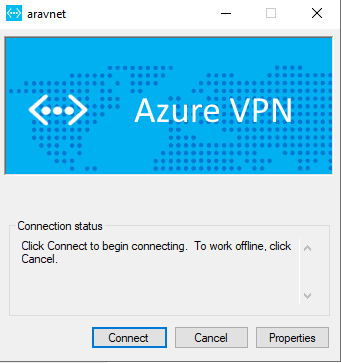 aravnet
Azure VPN
Connection status
Click Connect to begin connecting.  To work offline, click
Cancel.
Connect
Cancel
Properties